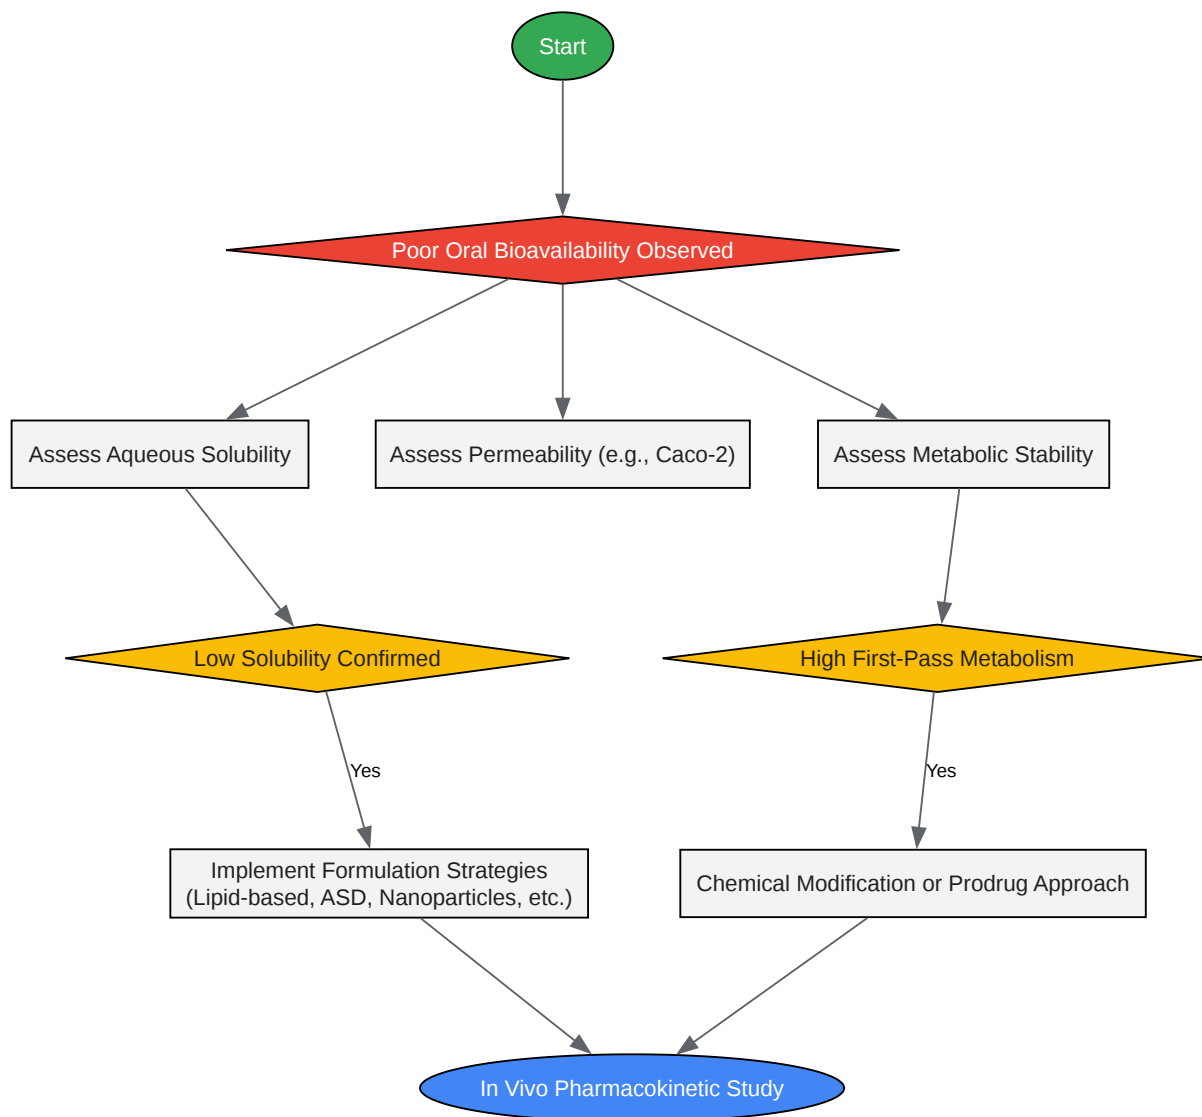 Start
Poor Oral Bioavailability Observed
Assess Aqueous Solubility
Assess Permeability (e.g., Caco-2)
Assess Metabolic Stability
Low Solubility Confirmed
High First-Pass Metabolism
Yes
Yes
Implement Formulation Strategies
(Lipid-based, ASD, Nanoparticles, etc.)
Chemical Modification or Prodrug Approach
In Vivo Pharmacokinetic Study